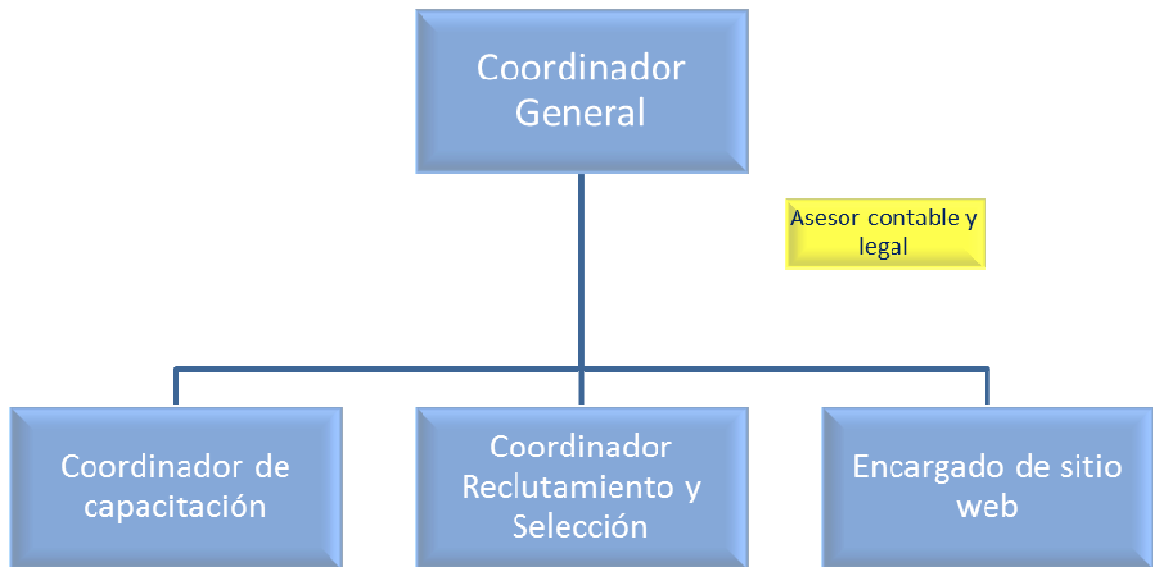 Coordinador
General
Asesor contable y
legal
Coordinador de
capacitación
Coordinador
Reclutamiento y
Selección
Encargado de sitio
web